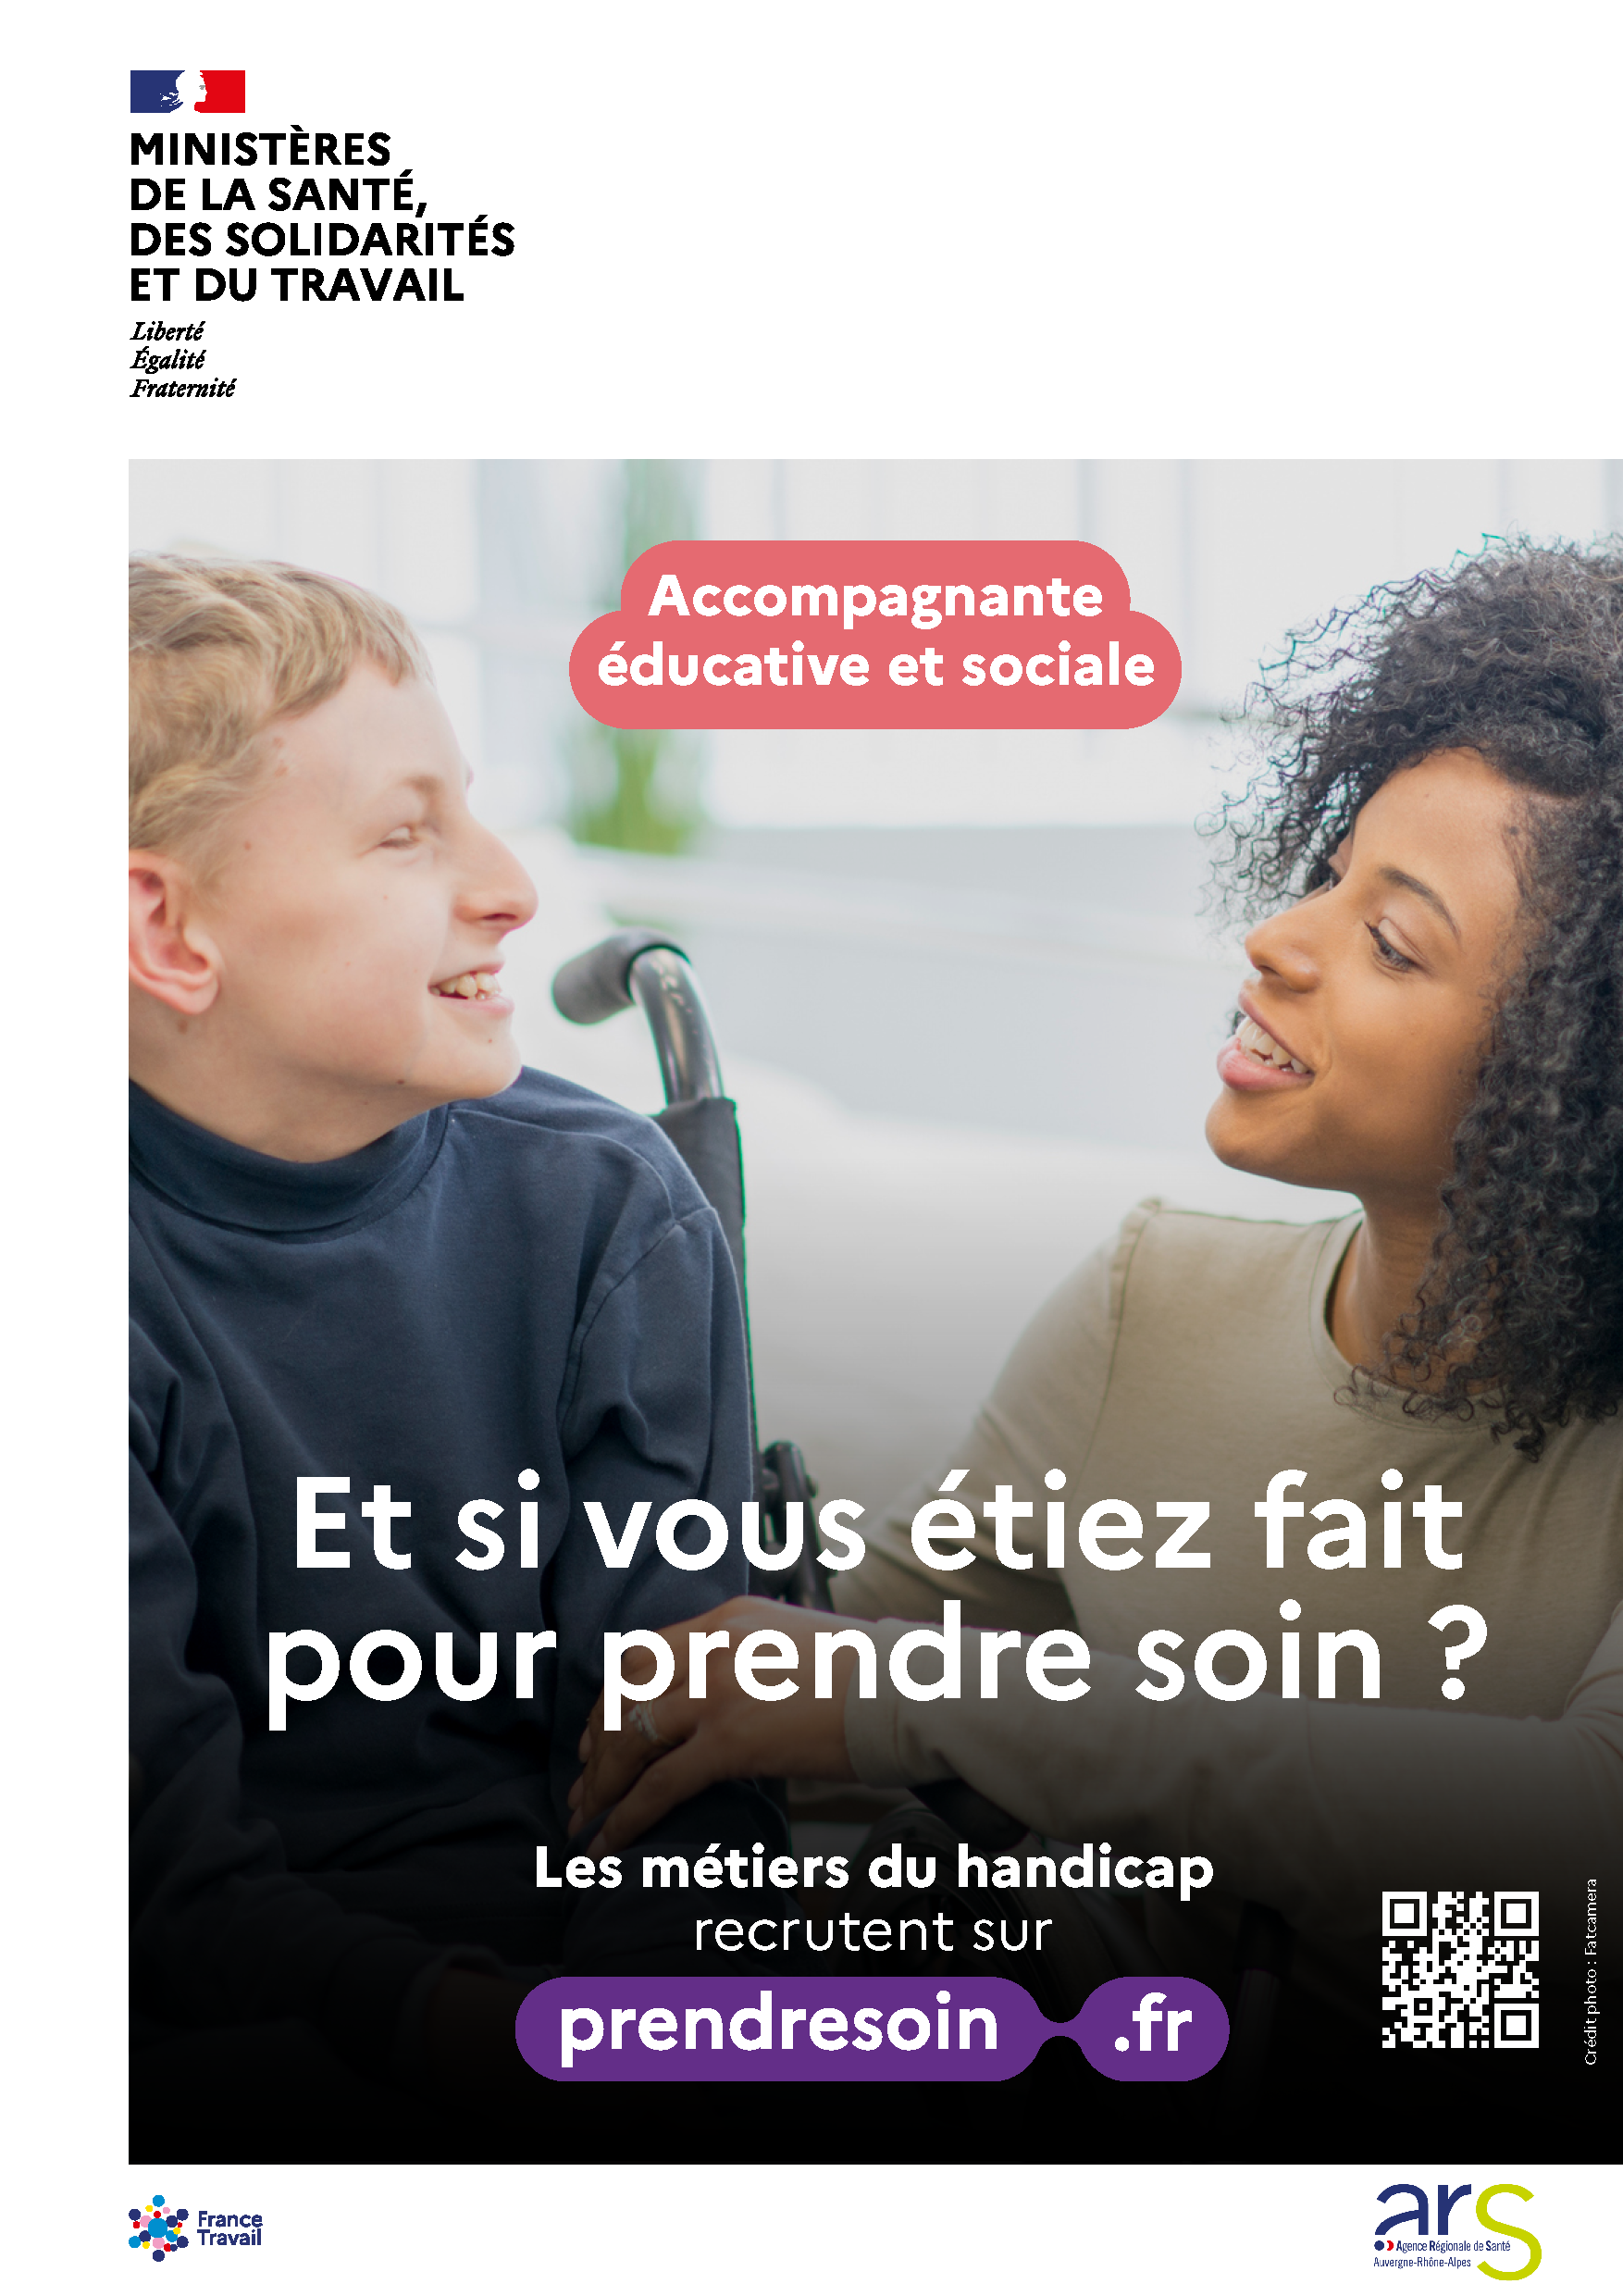 MINISTÈRES
DE LA SANTÉ,
DES SOLIDARITÉS
ET DU TRAVAIL
Liberté
Égalité
Fraternité
Accompagnante
éducative et sociale
Et si vous étiez fait
pour prendre soin ?
Les métiers du handicap
recrutent sur
prendresoin.fr
Crédit photo : Fatcamera
France
Travail
ars
Agence Régionale de Santé
Auvergne-Rhône-Alpes